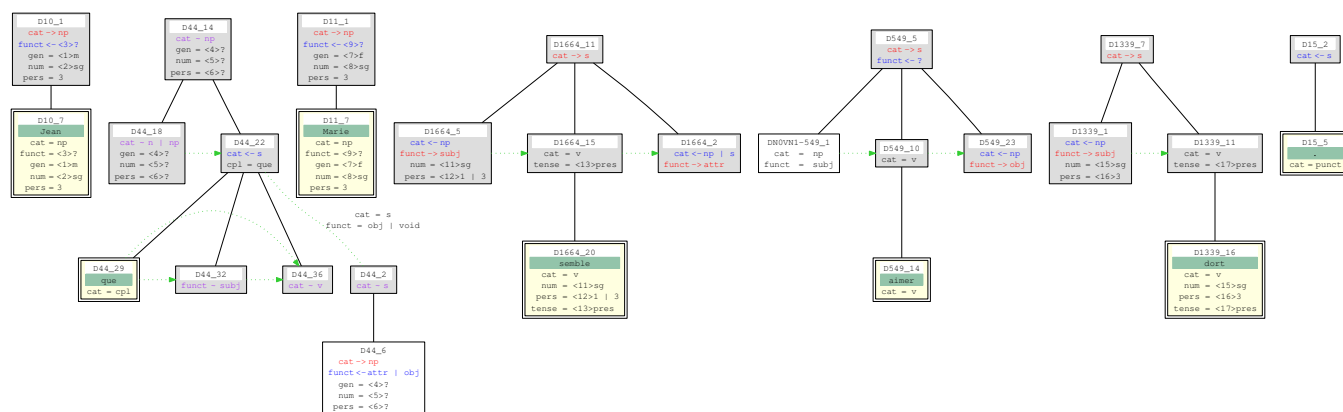 D10_1
cat -> np
funct <- <3>?
gen = <1>m
num = <2>sg
pers = 3
D10_7
Jean
cat = np
funct = <3>?
gen = <1>m
num = <2>sg
pers = 3
D44_14
cat ~ np
gen = <4>?
num = <5>?
pers = <6>?
D44_18
cat ~ n | np
gen = <4>?
num = <5>?
pers = <6>?
D44_22
cat <- s
cpl = que
D44_29
que
cat = cpl
D44_32
funct ~ subj
D44_36
cat ~ v
cat = s
funct = obj | void
D44_2
cat ~ s
D44_6
cat -> np
funct <- attr | obj
gen = <4>?
num = <5>?
pers = <6>?
D11_1
cat -> np
funct <- <9>?
gen = <7>f
num = <8>sg
pers = 3
D11_7
Marie
cat = np
funct = <9>?
gen = <7>f
num = <8>sg
pers = 3
D1664_11
cat -> s
D1664_5
cat <- np
funct -> subj
num = <11>sg
pers = <12>1 | 3
D1664_15
cat = v
tense = <13>pres
D1664_2
cat <- np | s
funct -> attr
D1664_20
semble
cat = v
num = <11>sg
pers = <12>1 | 3
tense = <13>pres
D549_5
cat -> s
funct <- ?
DN0VN1-549_1
cat = np
funct = subj
D549_10
cat = v
D549_23
cat <- np
funct -> obj
D549_14
aimer
cat = v
D1339_7
cat -> s
D1339_1
cat <- np
funct -> subj
num = <15>sg
pers = <16>3
D1339_11
cat = v
tense = <17>pres
D1339_16
dort
cat = v
num = <15>sg
pers = <16>3
tense = <17>pres
D15_2
cat <- s
D15_5
.
cat = punct